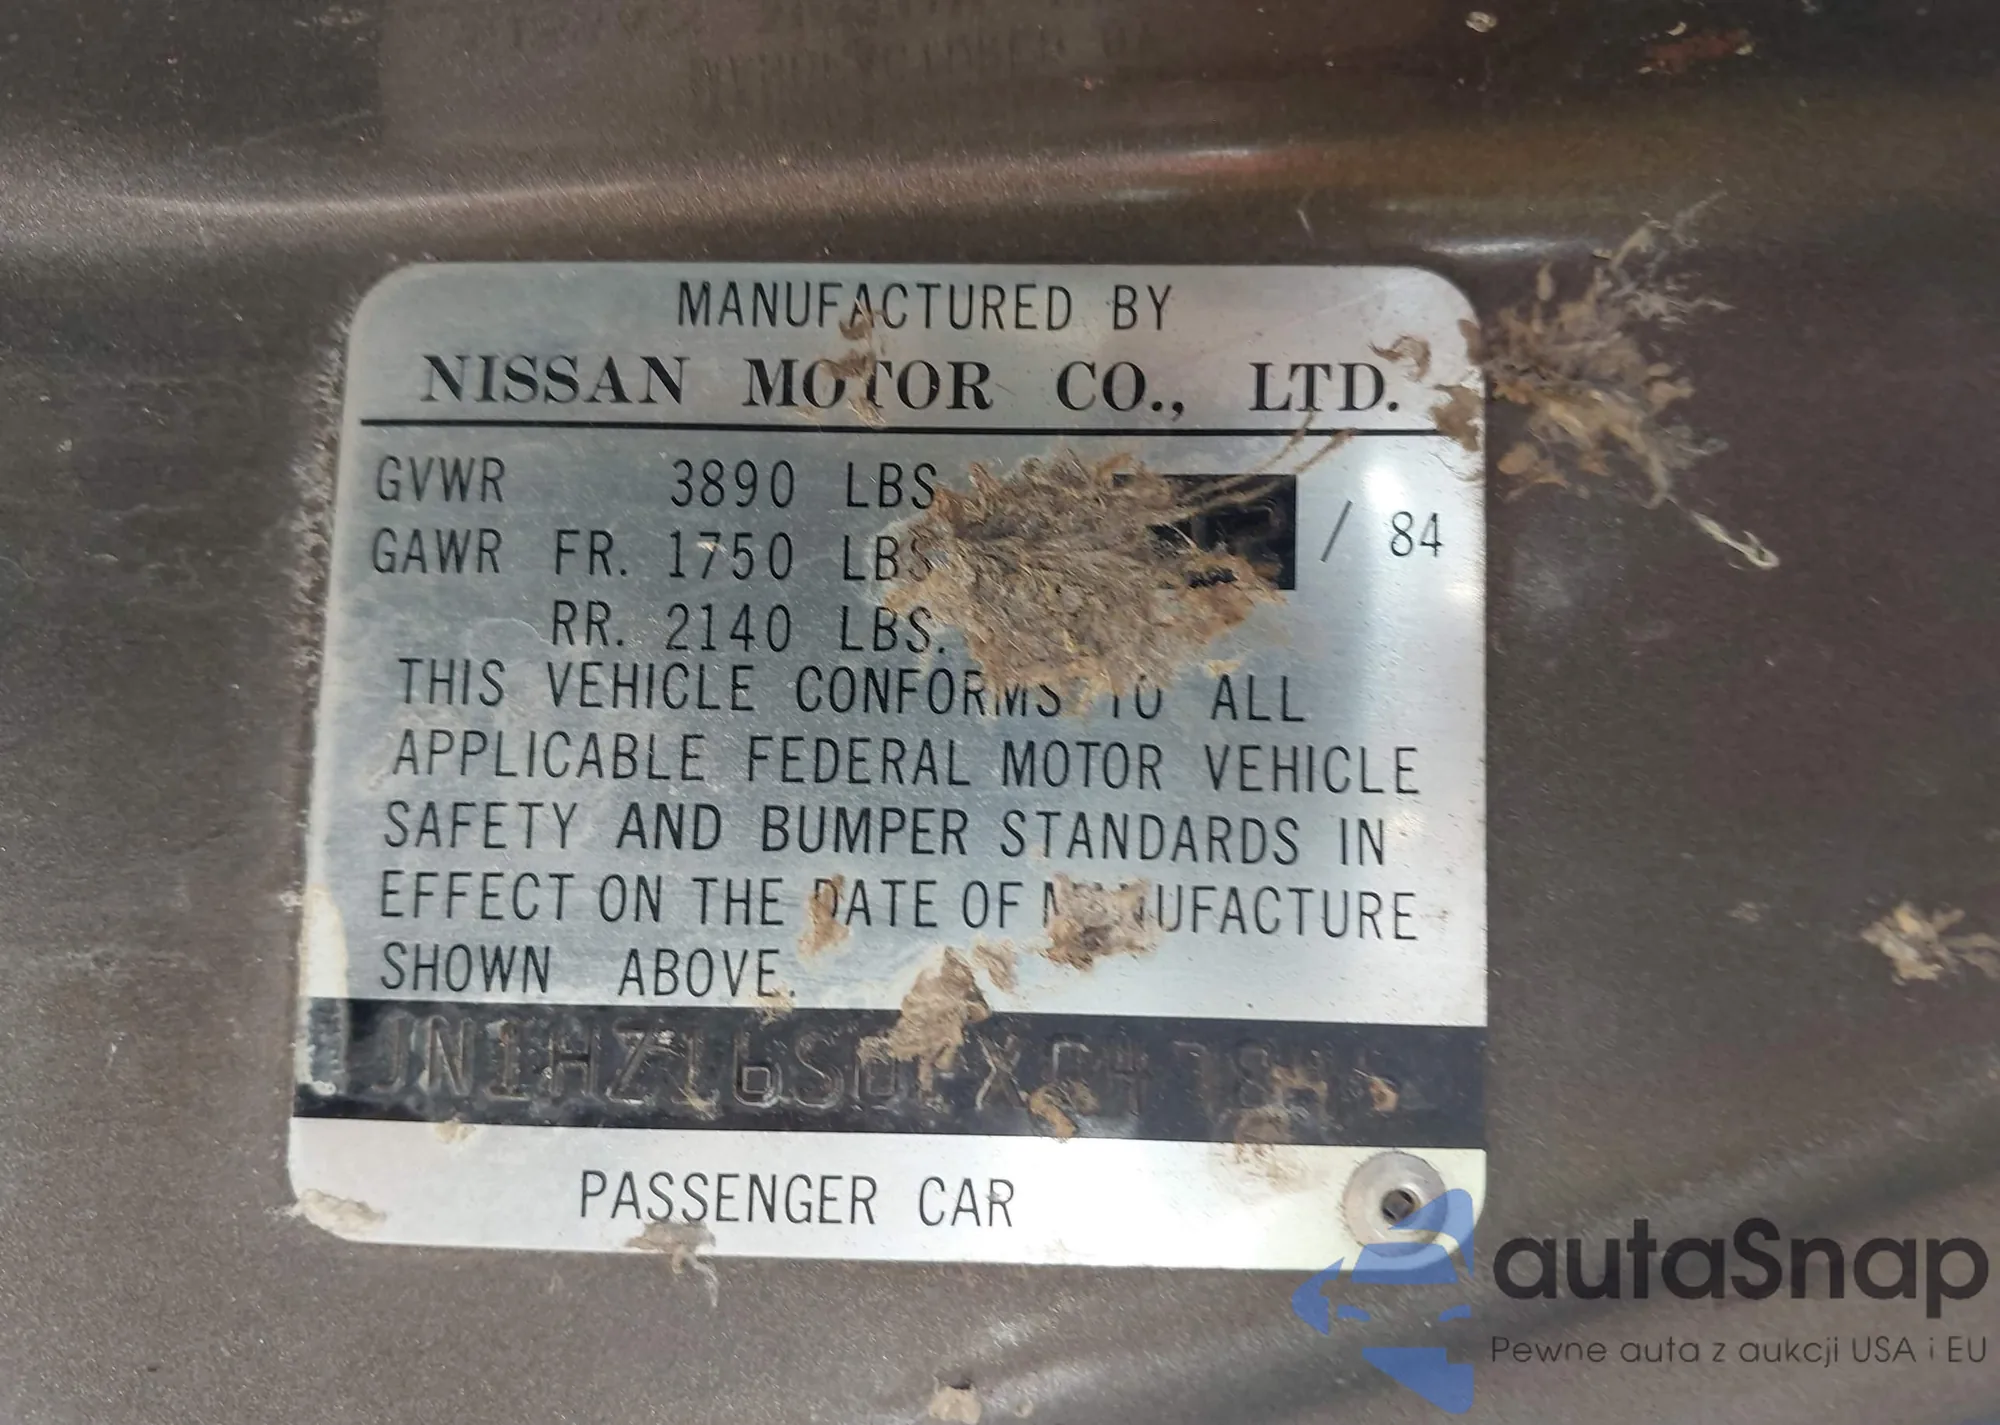 MANUFACTURED BY
NISSAN MOTOR CO., LTD.
GVWR 3890 LBS.
GAWR FR. 1750 LBS / 84
RR. 2140 LBS.
THIS VEHICLE CONFORMS TO ALL
APPLICABLE FEDERAL MOTOR VEHICLE
SAFETY AND BUMPER STANDARDS IN
EFFECT ON THE DATE OF MANUFACTURE
SHOWN ABOVE.
PASSENGER CAR
autaSnap
Pewne auta z aukcji USA i EU